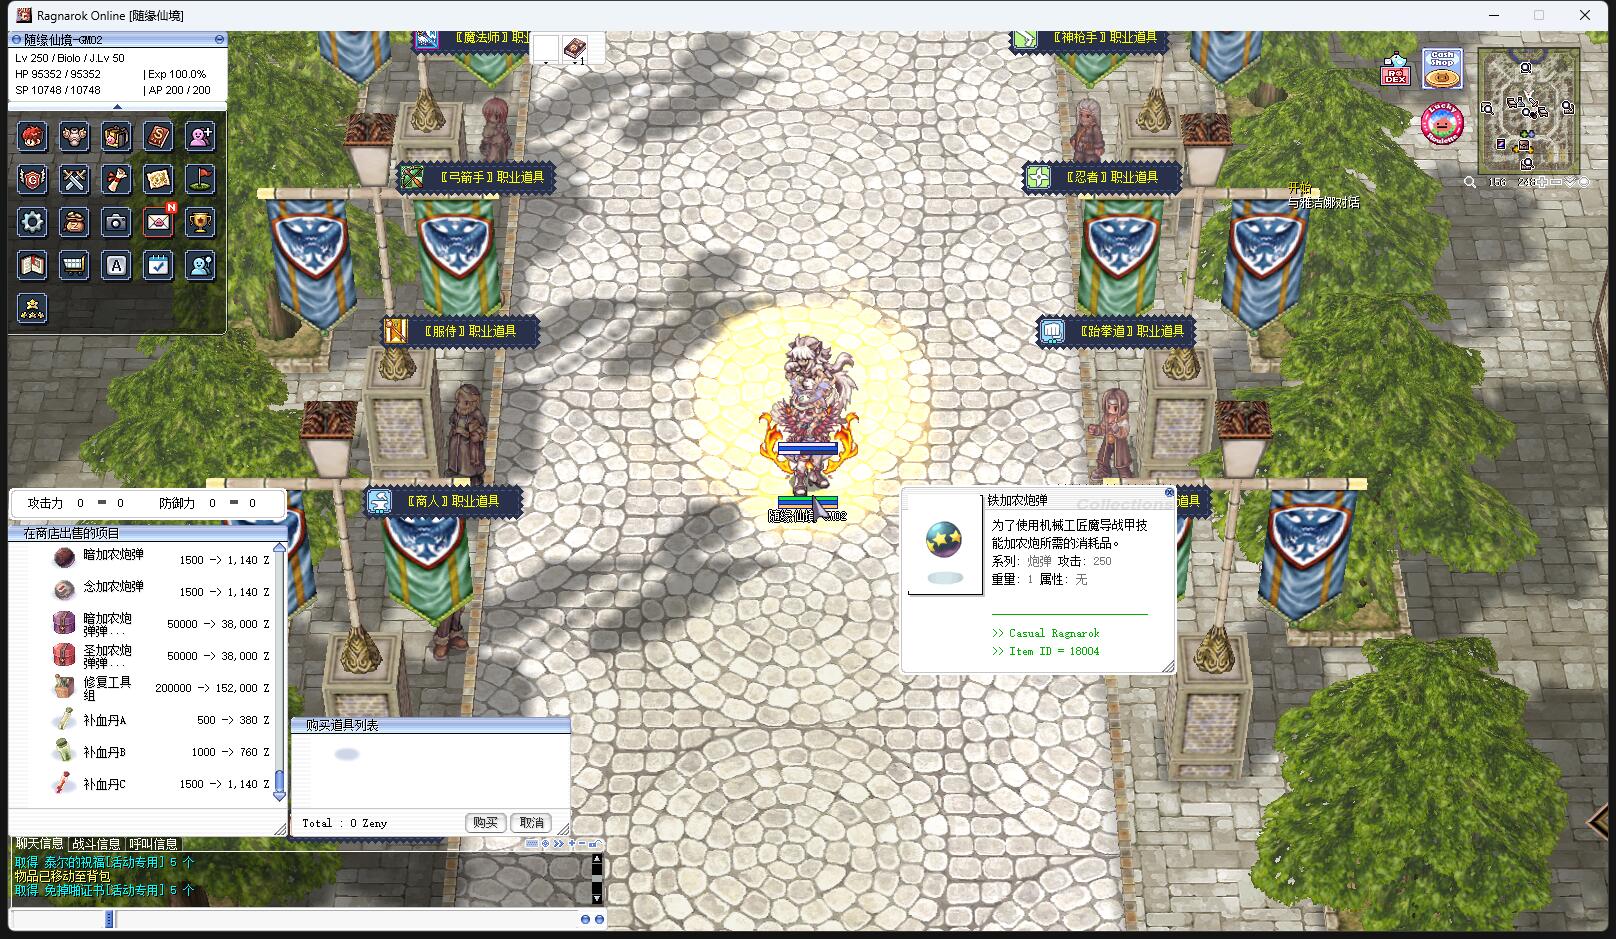 Ragnarok Online [随缘仙境]
随缘仙境-GM02
Lv 250 / Biolo / J.Lv 50
HP 95352 / 95352 | Exp 100.0%
SP 10748 / 10748 | AP 200 / 200
N
1
【魔法师】职业
【神枪手】职业道具
【弓箭手】职业道具
【忍者】职业道具
【服侍】职业道具
【跆拳道】职业道具
【商人】职业道具
道具
RODEX
Cash Shop
Lucky Roulette
156 248
开始
与雅洁娜对话
攻击力 0 = 0 防御力 0 = 0
在商店出售的项目
暗加农炮弹 1500 -> 1,140 Z
念加农炮弹 1500 -> 1,140 Z
暗加农炮弹弹... 50000 -> 38,000 Z
圣加农炮弹弹... 50000 -> 38,000 Z
修复工具组 200000 -> 152,000 Z
补血丹A 500 -> 380 Z
补血丹B 1000 -> 760 Z
补血丹C 1500 -> 1,140 Z
购买道具列表
Total : 0 Zeny
购买 取消
铁加农炮弹
Collections
为了使用机械工匠魔导战甲技
能加农炮所需的消耗品。
系列: 炮弹 攻击: 250
重量: 1 属性: 无
>> Casual Ragnarok
>> Item ID = 18004
聊天信息 战斗信息 呼叫信息
取得 泰尔的祝福[活动专用] 5 个
物品已移动至背包
取得 免掉啪证书[活动专用] 5 个